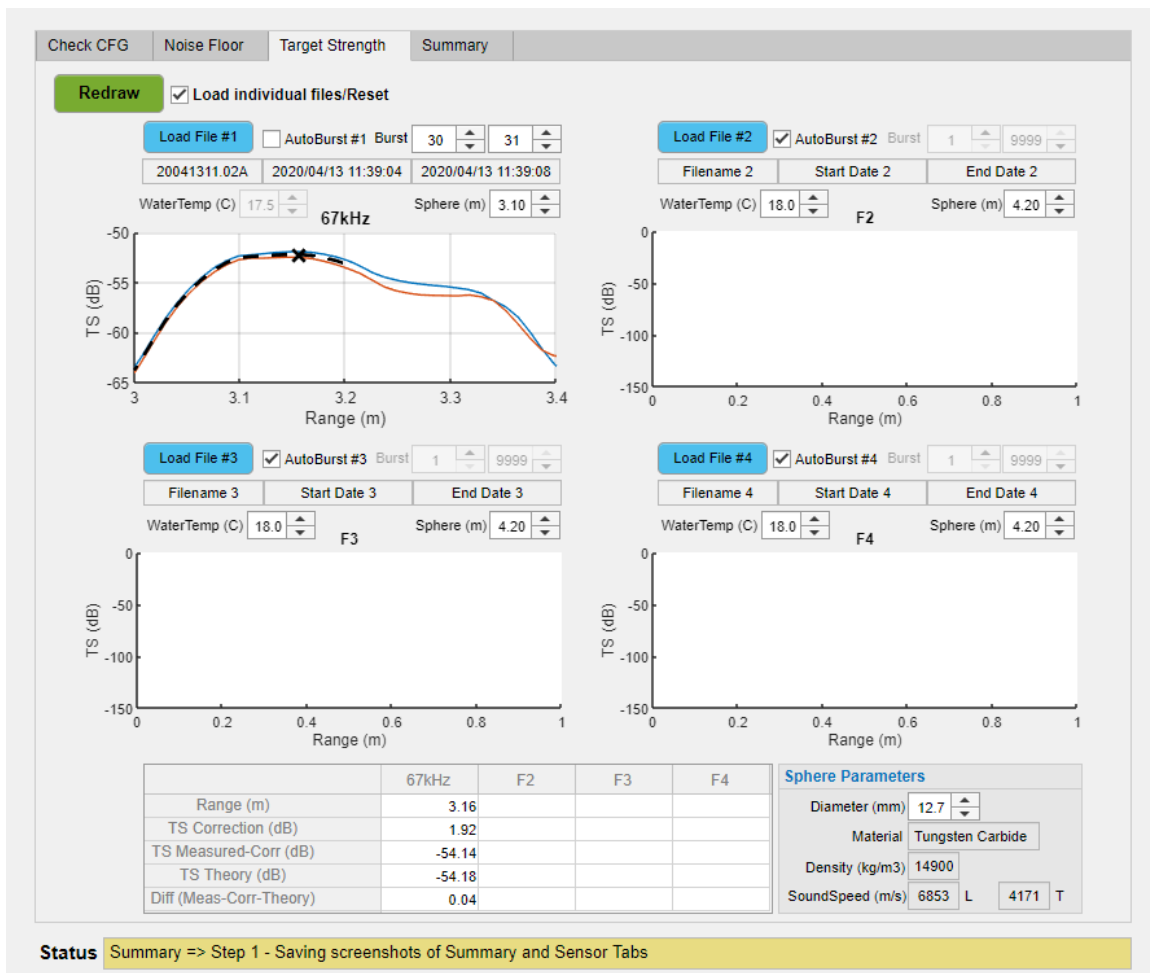 Check CFG Noise Floor Target Strength Summary
Redraw Load individual files/Reset
Load File #1 AutoBurst #1 Burst 30 31
20041311.02A 2020/04/13 11:39:04 2020/04/13 11:39:08
WaterTemp (C) 17.5 Sphere (m) 3.10
67kHz
-50
-55
-60
-65
TS (dB)
3 3.1 3.2 3.3 3.4
Range (m)
Load File #2 AutoBurst #2 Burst 1 9999
Filename 2 Start Date 2 End Date 2
WaterTemp (C) 18.0 Sphere (m) 4.20
F2
0
-50
-100
-150
TS (dB)
0 0.2 0.4 0.6 0.8 1
Range (m)
Load File #3 AutoBurst #3 Burst 1 9999
Filename 3 Start Date 3 End Date 3
WaterTemp (C) 18.0 Sphere (m) 4.20
F3
0
-50
-100
-150
TS (dB)
0 0.2 0.4 0.6 0.8 1
Range (m)
Load File #4 AutoBurst #4 Burst 1 9999
Filename 4 Start Date 4 End Date 4
WaterTemp (C) 18.0 Sphere (m) 4.20
F4
0
-50
-100
-150
TS (dB)
0 0.2 0.4 0.6 0.8 1
Range (m)
67kHz F2 F3 F4
Range (m) 3.16
TS Correction (dB) 1.92
TS Measured-Corr (dB) -54.14
TS Theory (dB) -54.18
Diff (Meas-Corr-Theory) 0.04
Sphere Parameters
Diameter (mm) 12.7
Material Tungsten Carbide
Density (kg/m3) 14900
SoundSpeed (m/s) 6853 L 4171 T
Status Summary => Step 1 - Saving screenshots of Summary and Sensor Tabs